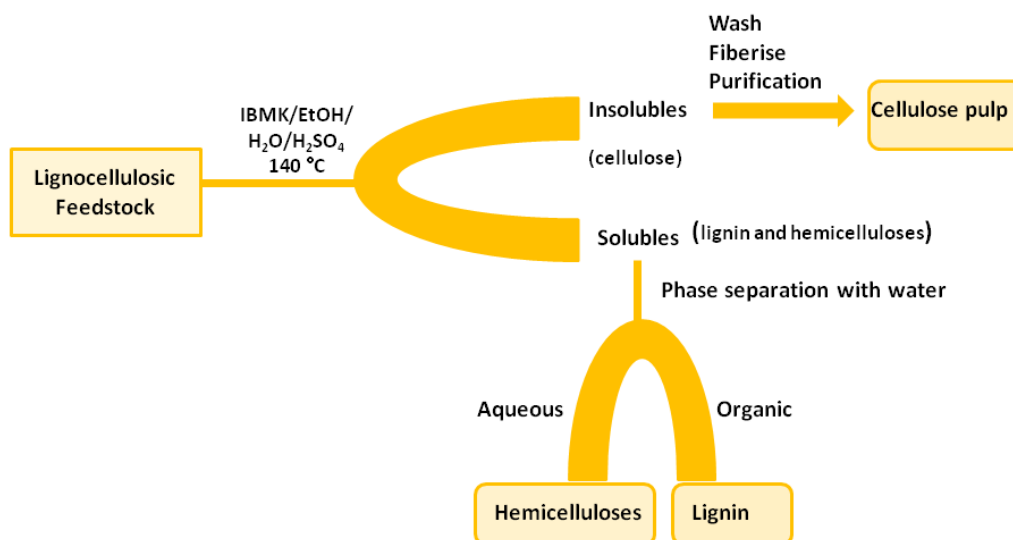 Lignocellulosic
Feedstock
IBMK/EtOH/
H₂O/H₂SO₄
140 °C
Insolubles
(cellulose)
Wash
Fiberise
Purification
Cellulose pulp
Solubles (lignin and hemicelluloses)
Phase separation with water
Aqueous
Organic
Hemicelluloses
Lignin